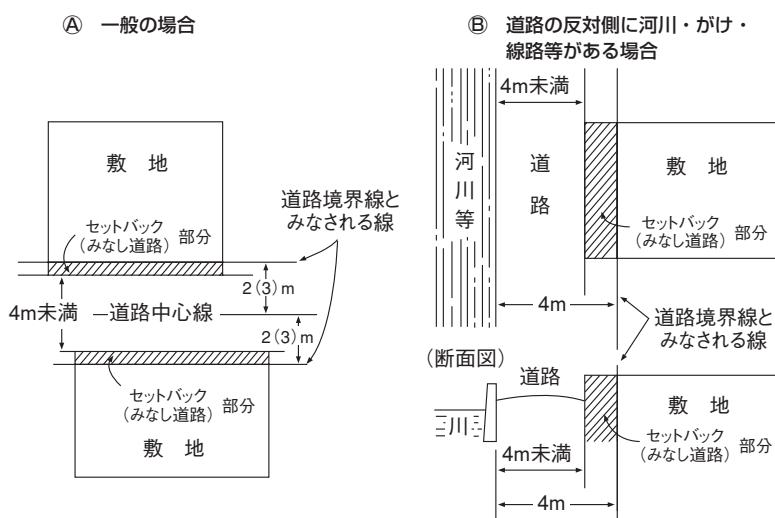 Ⓐ 一般の場合
敷地
セットバック
(みなし道路)部分
道路境界線と
みなされる線
2(3)m
4m未満
道路中心線
2(3)m
セットバック
(みなし道路)部分
敷地
Ⓑ 道路の反対側に河川・がけ・
線路等がある場合
4m未満
河川等
道路
敷地
セットバック
(みなし道路)部分
4m
道路境界線と
みなされる線
(断面図)
道路
川
敷地
セットバック
(みなし道路)部分
4m未満
4m